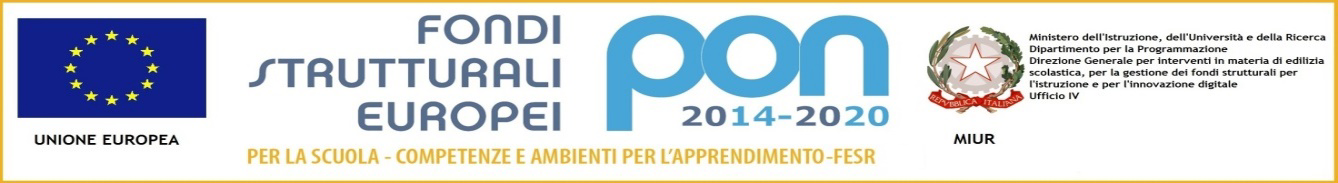 UNIONE EUROPEA
FONDI
STRUTTURALI
EUROPEI
pon
2014-2020
PER LA SCUOLA - COMPETENZE E AMBIENTI PER L'APPRENDIMENTO-FESR
REPVBBLICA ITALIANA
MIUR
Ministero dell'Istruzione, dell'Università e della Ricerca
Dipartimento per la Programmazione
Direzione Generale per interventi in materia di edilizia
scolastica, per la gestione dei fondi strutturali per
l'istruzione e per l'innovazione digitale
Ufficio IV